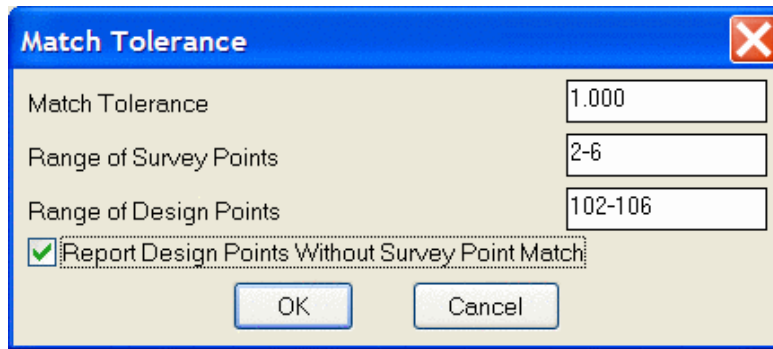 Match Tolerance
Match Tolerance 1.000
Range of Survey Points 2-6
Range of Design Points 102-106
Report Design Points Without Survey Point Match
OK Cancel